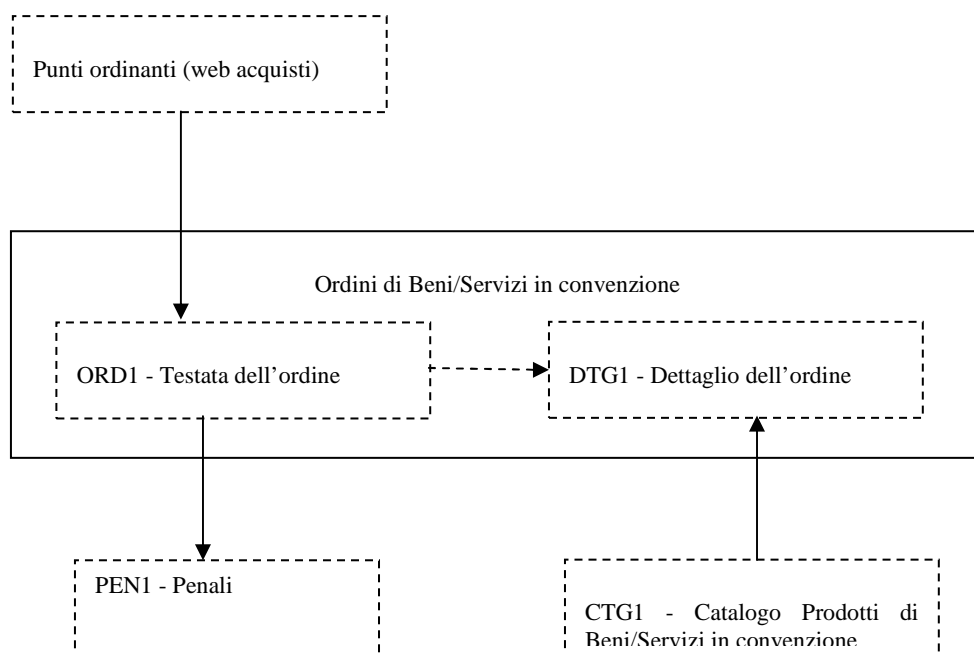 Punti ordinanti (web acquisti)
Ordini di Beni/Servizi in convenzione
ORD1 - Testata dell’ordine
DTG1 - Dettaglio dell’ordine
PEN1 - Penali
CTG1 - Catalogo Prodotti di
Beni/Servizi in convenzione